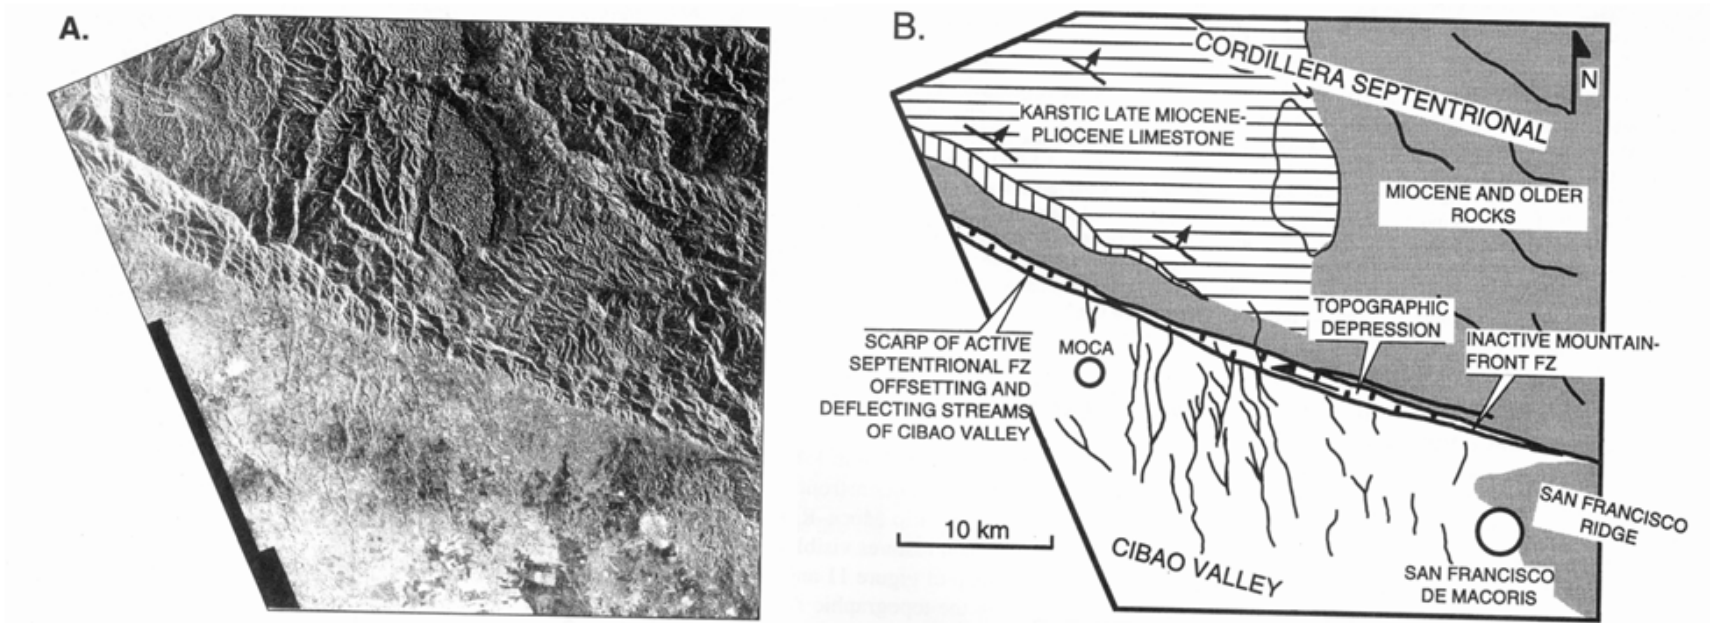 A.
B.
CORDILLERA SEPTENTRIONAL
N
KARSTIC LATE MIOCENE-
PLIOCENE LIMESTONE
MIOCENE AND OLDER
ROCKS
TOPOGRAPHIC
DEPRESSION
INACTIVE MOUNTAIN-
FRONT FZ
SCARP OF ACTIVE
SEPTENTRIONAL FZ
OFFSETTING AND
DEFLECTING STREAMS
OF CIBAO VALLEY
MOCA
10 km
CIBAO VALLEY
SAN FRANCISCO
RIDGE
SAN FRANCISCO
DE MACORIS